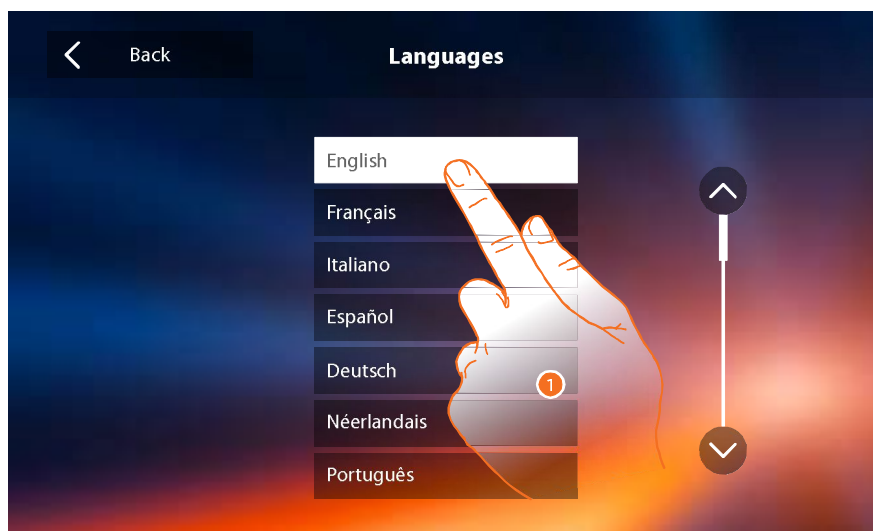 Back
Languages
English
Français
Italiano
Español
Deutsch
1
Néerlandais
Português